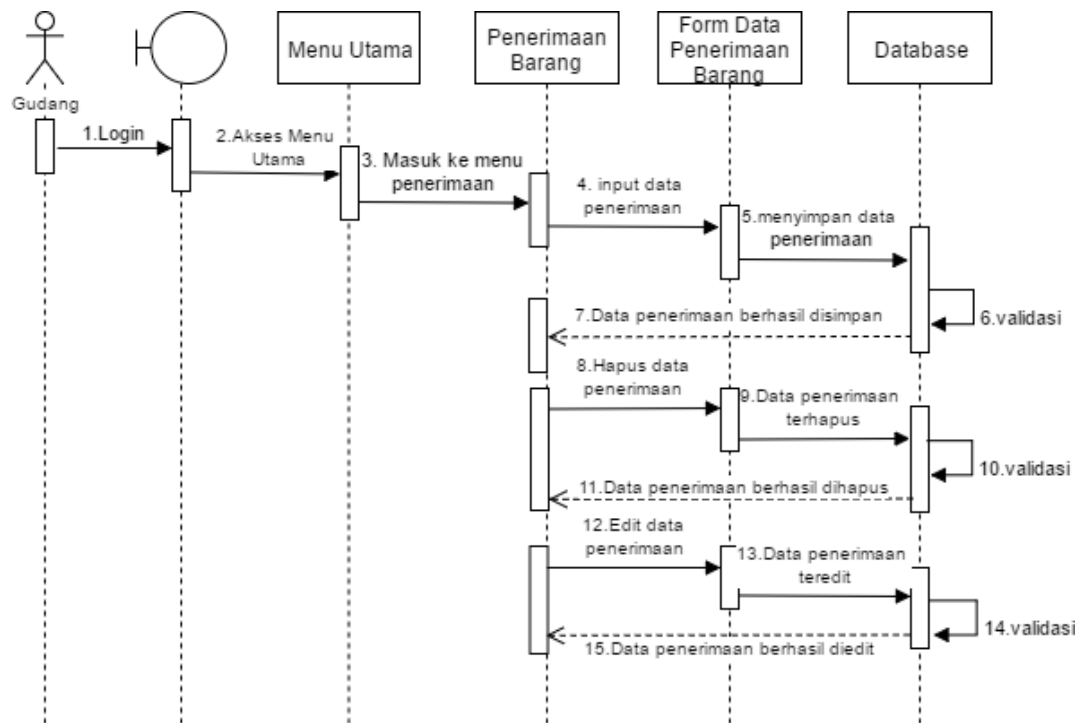 Gudang
Menu Utama
Penerimaan
Barang
Form Data
Penerimaan
Barang
Database
1.Login
2.Akses Menu
Utama
3. Masuk ke menu
penerimaan
4. input data
penerimaan
5.menyimpan data
penerimaan
6.validasi
7.Data penerimaan berhasil disimpan
8.Hapus data
penerimaan
9.Data penerimaan
terhapus
10.validasi
11.Data penerimaan berhasil dihapus
12.Edit data
penerimaan
13.Data penerimaan
teredit
14.validasi
15.Data penerimaan berhasil diedit